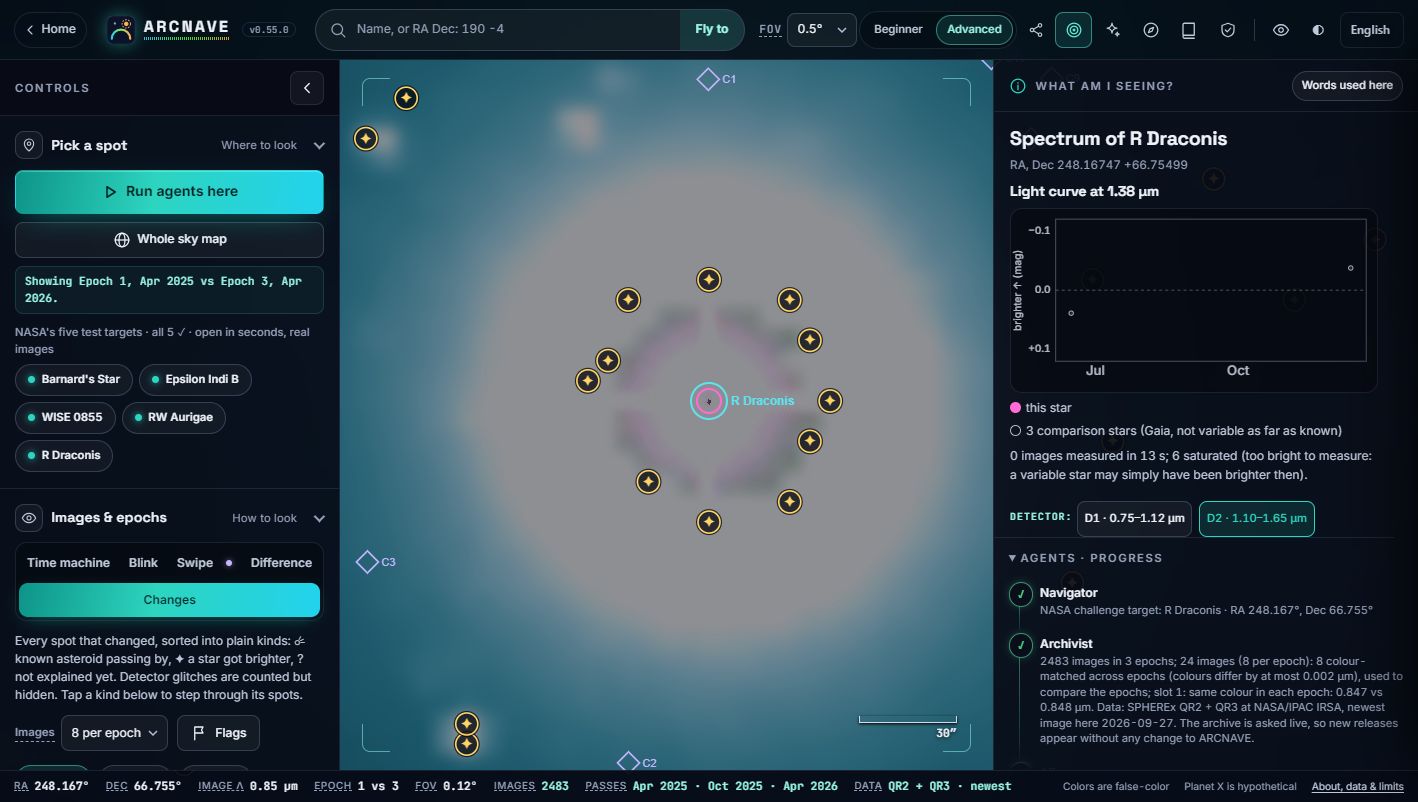 Home
ARCNAVE
v0.55.0
Name, or RA Dec: 190 -4
Fly to
FOV
0.5°
Beginner
Advanced
English
CONTROLS
Pick a spot
Where to look
Run agents here
Whole sky map
Showing Epoch 1, Apr 2025 vs Epoch 3, Apr
2026.
NASA's five test targets · all 5 ✓ · open in seconds, real
images
Barnard's Star
Epsilon Indi B
WISE 0855
RW Aurigae
R Draconis
Images & epochs
How to look
Time machine
Blink
Swipe
Difference
Changes
Every spot that changed, sorted into plain kinds: ☄
known asteroid passing by, ✦ a star got brighter, ?
not explained yet. Detector glitches are counted but
hidden. Tap a kind below to step through its spots.
Images
8 per epoch
Flags
C1
R Draconis
C3
C2
30″
WHAT AM I SEEING?
Words used here
Spectrum of R Draconis
RA, Dec 248.16747 +66.75499
Light curve at 1.38 µm
brighter ↑ (mag)
−0.1
0.0
+0.1
Jul
Oct
this star
3 comparison stars (Gaia, not variable as far as known)
0 images measured in 13 s; 6 saturated (too bright to measure:
a variable star may simply have been brighter then).
DETECTOR:
D1 · 0.75–1.12 µm
D2 · 1.10–1.65 µm
▾ AGENTS · PROGRESS
Navigator
NASA challenge target: R Draconis · RA 248.167°, Dec 66.755°
Archivist
2483 images in 3 epochs; 24 images (8 per epoch): 8 colour-
matched across epochs (colours differ by at most 0.002 µm), used to
compare the epochs; slot 1: same colour in each epoch: 0.847 vs
0.848 µm. Data: SPHEREx QR2 + QR3 at NASA/IPAC IRSA, newest
image here 2026-09-27. The archive is asked live, so new releases
appear without any change to ARCNAVE.
RA 248.167°
DEC 66.755°
IMAGE Λ 0.85 µm
EPOCH 1 vs 3
FOV 0.12°
IMAGES 2483
PASSES Apr 2025 · Oct 2025 · Apr 2026
DATA QR2 + QR3 · newest
Colors are false-color
Planet X is hypothetical
About, data & limits